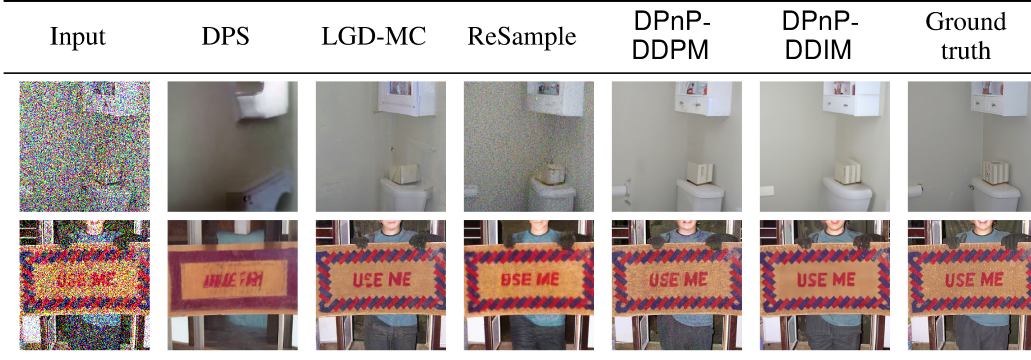 Input DPS LGD-MC ReSample DPnP-DDPM DPnP-DDIM Ground truth
USE ME USE NE USE ME USE ME USE ME USE ME